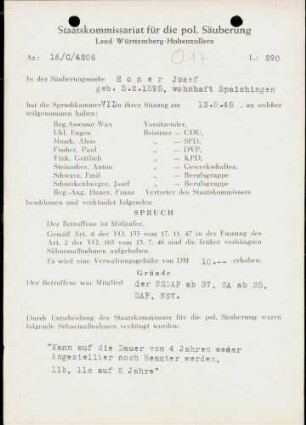 Staatskommissariat für die pol. Säuberung
Land Württemberg-Hohenzollern
Nr.: 16/C/4806 017 L: 290
In der Säuberungssache Honer Josef
geb. 5.2.1895, wohnhaft Spaichingen
hat die Spruchkammer VII in ihrer Sitzung am 13.8.48, an welcher
teilgenommen haben:
Reg.Assessor Wax Vorsitzender,
Uhl, Eugen Beisitzer — CDU,
Munk, Alois „ — SPD,
Fischer, Paul „ — DVP,
Fink, Gottlieb „ — KPD,
Steinacher, Anton „ — Gewerkschaften,
Schwarz, Emil „ — Berufsgruppe
Schneckenburger, Josef „ — Berufsgruppe
Reg.-Ang. Hauer, Franz Vertreter des Staatskommissars
beschlossen und verkündet folgenden
SPRUCH
Der Betroffene ist Mitläufer.
Gemäß Art. 4 der VO. 133 vom 17. 11. 47 in der Fassung des
Art. 2 der VO. 165 vom 13. 7. 48 sind die früher verhängten
Sühnemaßnahmen aufgehoben.
Es wird eine Verwaltungsgebühr von DM 10.-- erhoben.
Gründe
Der Betroffene war Mitglied der NSDAP ab 37, SA ab 35,
DAF, NSV.
Durch Entscheidung des Staatskommissars für die pol. Säuberung waren
folgende Sühnemaßnahmen verhängt worden:
"Kann auf die Dauer von 4 Jahren weder
Angestellter noch Beamter werden,
11b, 11c auf 2 Jahre"